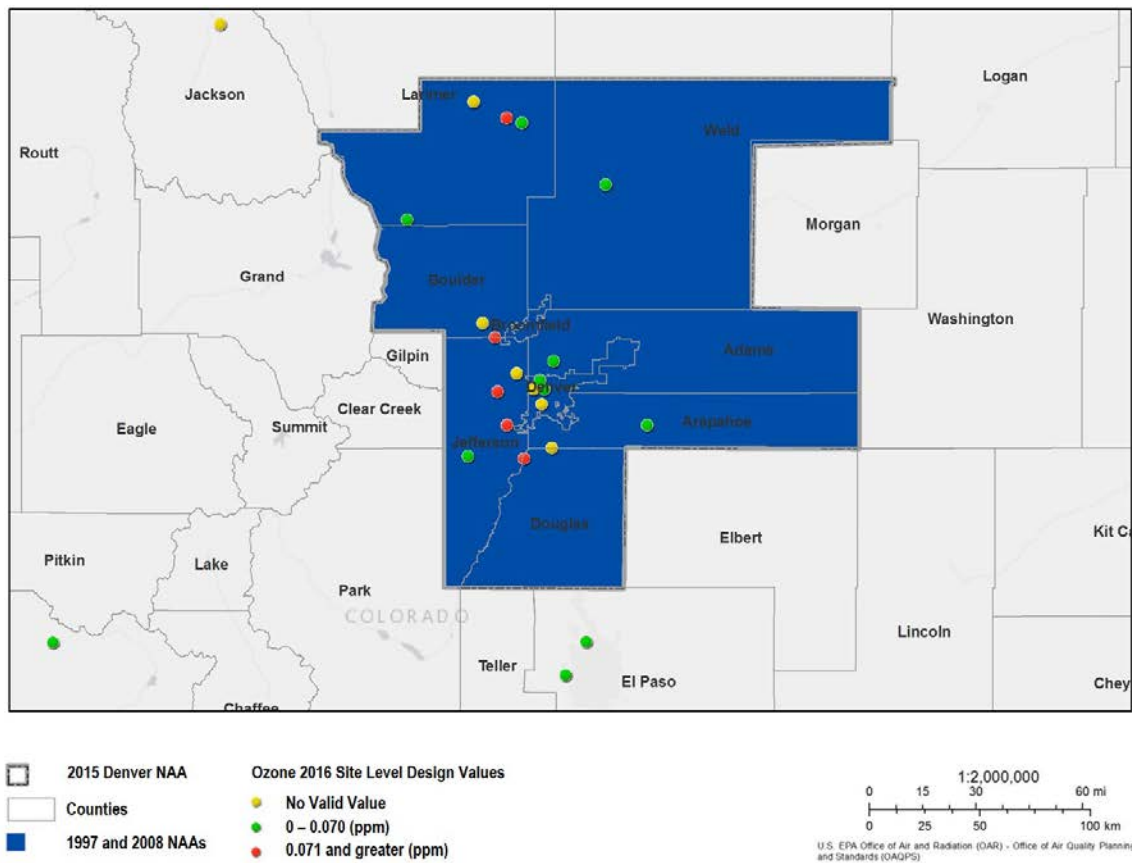 Logan
Jackson
Larimer
Weld
Routt
Morgan
Grand
Boulder
Washington
Broomfield
Gilpin
Adams
Denver
Clear Creek
Eagle
Summit
Arapahoe
Jefferson
Douglas
Elbert
Kit Ca
Pitkin
Lake
Park
COLORADO
Lincoln
Teller
El Paso
Chey
Chaffee
2015 Denver NAA
Counties
1997 and 2008 NAAs
Ozone 2016 Site Level Design Values
No Valid Value
0 – 0.070 (ppm)
0.071 and greater (ppm)
1:2,000,000
0 15 30 60 mi
0 25 50 100 km
U.S. EPA Office of Air and Radiation (OAR) - Office of Air Quality Planning
and Standards (OAQPS)